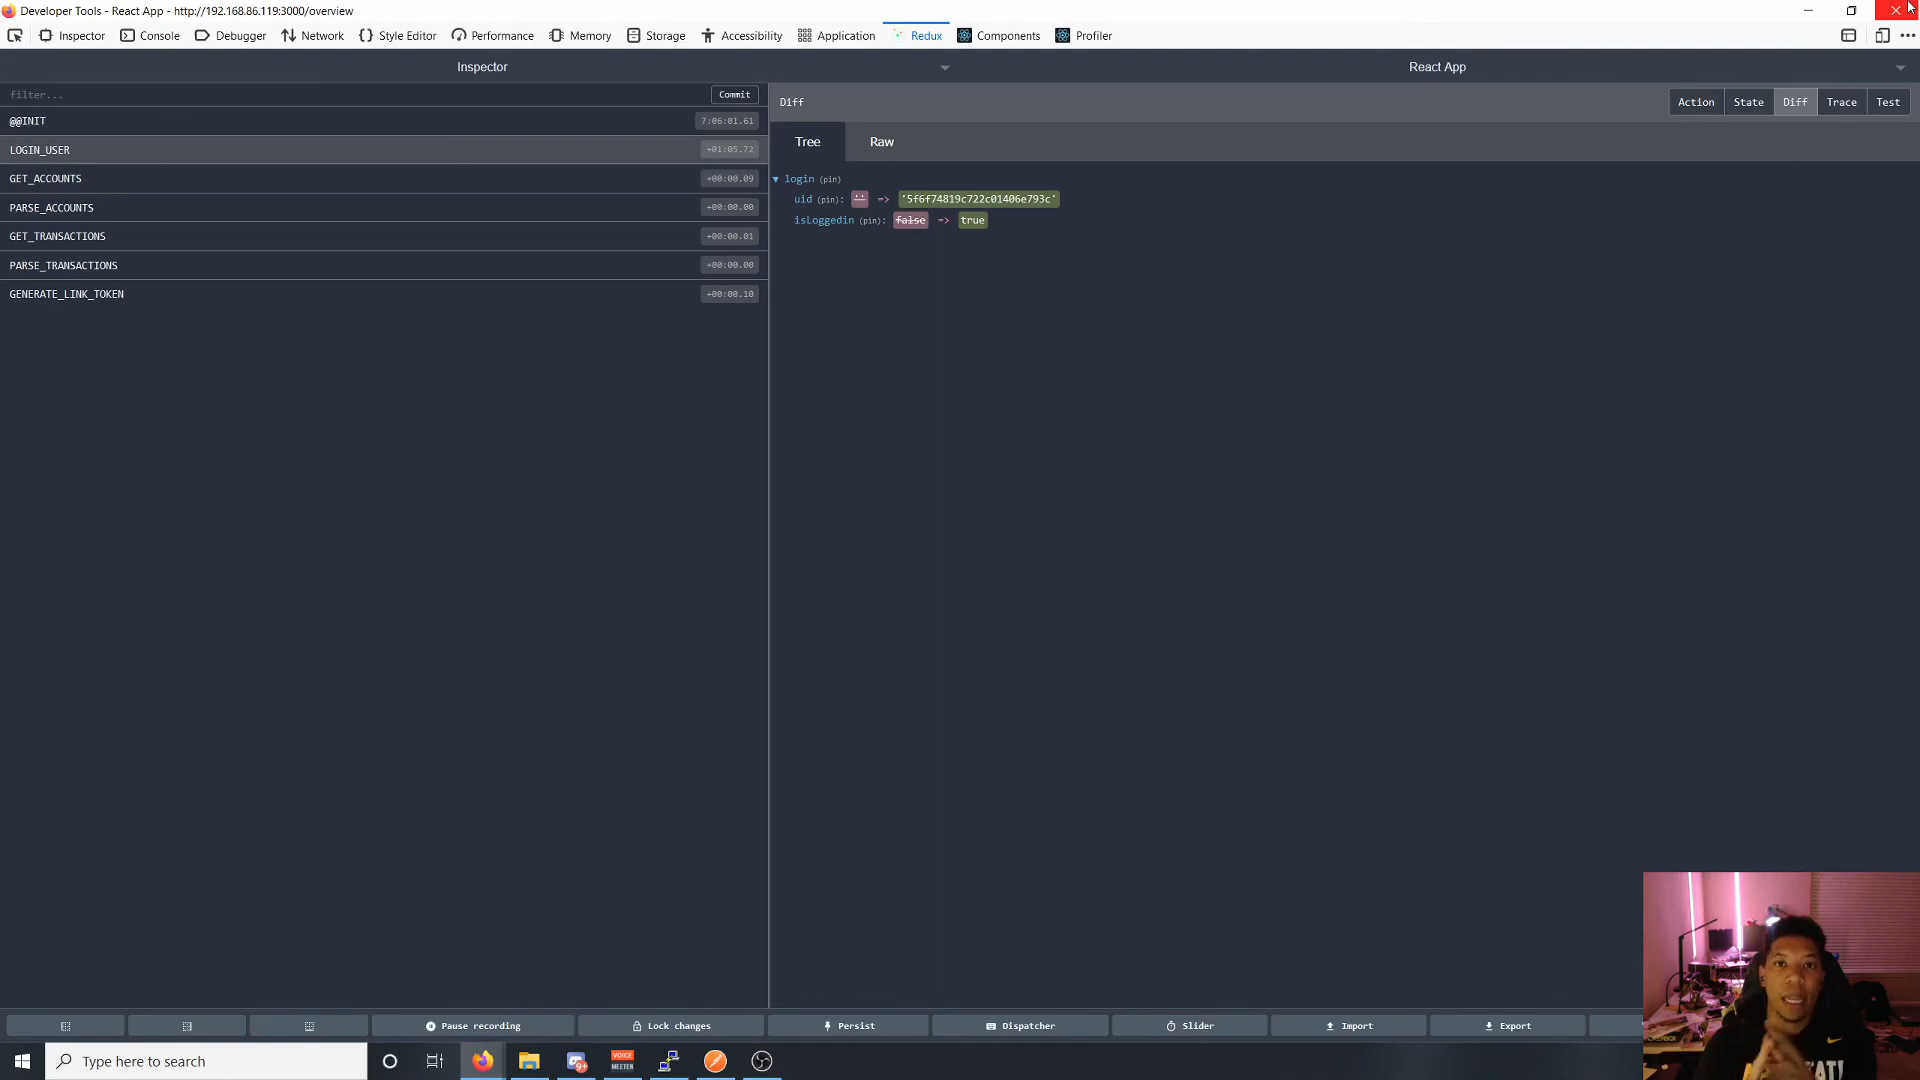 Developer Tools - React App - http://192.168.86.119:3000/overview
Inspector Console Debugger Network Style Editor Performance Memory Storage Accessibility Application Redux Components Profiler
Inspector React App
filter... Commit
Diff Action State Diff Trace Test
@@INIT 7:06:01.61
Tree Raw
LOGIN_USER +01:05.72
GET_ACCOUNTS +00:00.09
login (pin)
uid (pin): '' => '5f6f74819c722c01406e793c'
PARSE_ACCOUNTS +00:00.00
isLoggedin (pin): false => true
GET_TRANSACTIONS +00:00.01
PARSE_TRANSACTIONS +00:00.00
GENERATE_LINK_TOKEN +00:00.10
Pause recording Lock changes Persist Dispatcher Slider Import Export
Type here to search 9+ VOICE MEETER